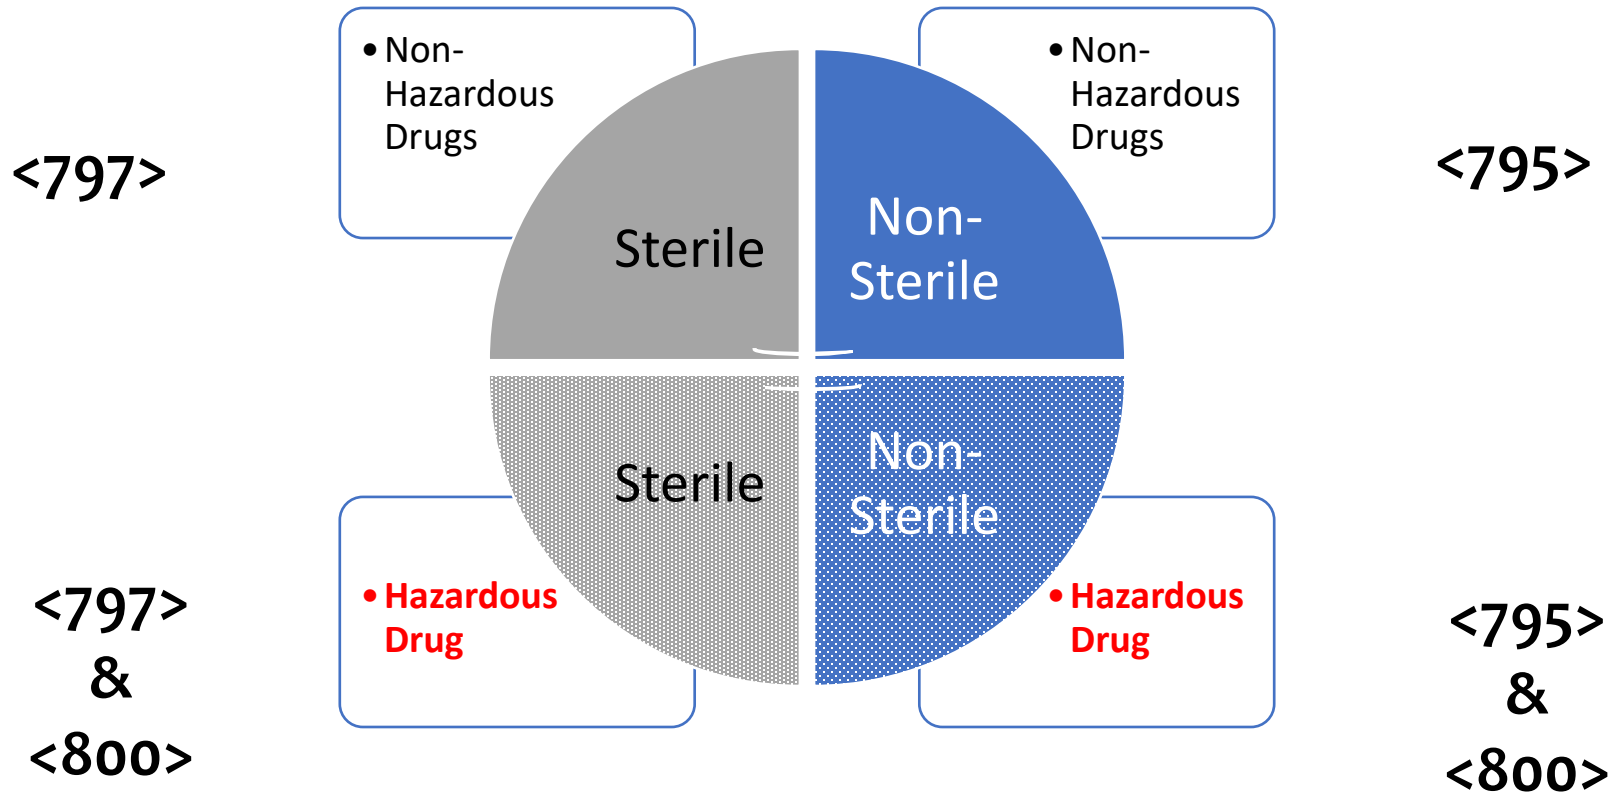 • Non-
Hazardous
Drugs
• Non-
Hazardous
Drugs
<797>
<795>
Sterile
Non-
Sterile
Sterile
Non-
Sterile
• Hazardous
Drug
• Hazardous
Drug
<797>
&
<800>
<795>
&
<800>